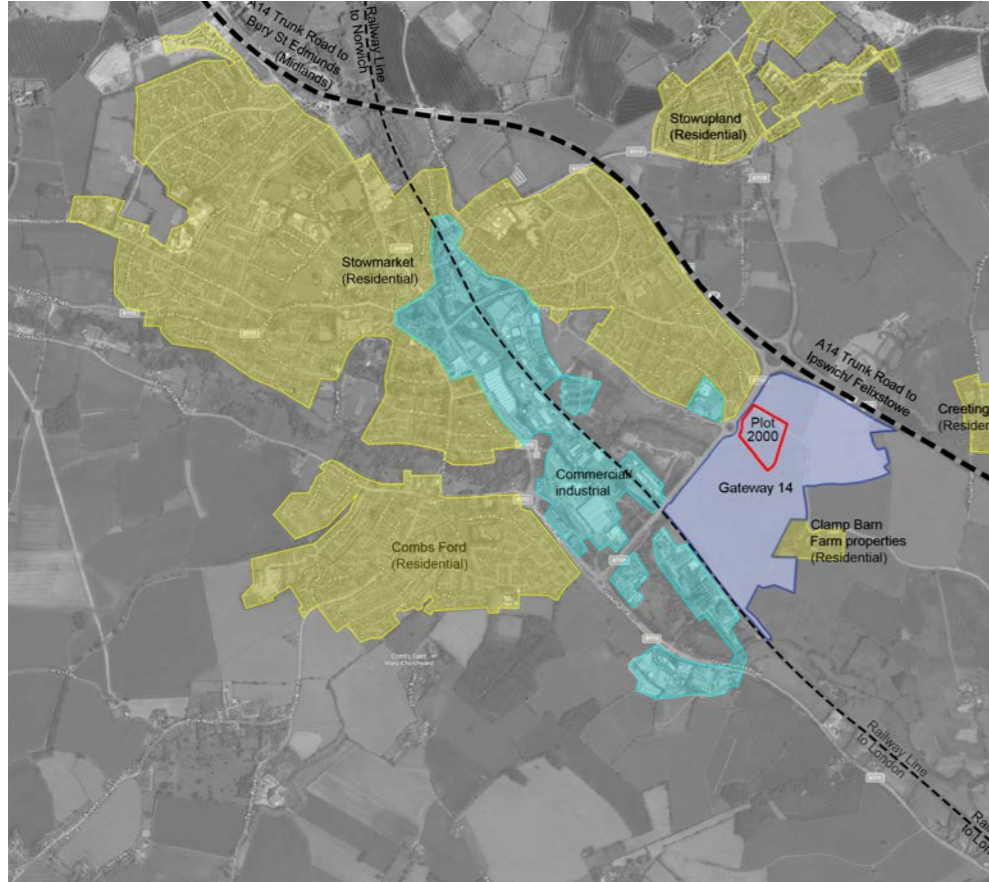 A14 Trunk Road to
Bury St Edmunds
(Midlands)
Railway Line
to Norwich
Stowupland
(Residential)
Stowmarket
(Residential)
A14 Trunk Road to
Ipswich/ Felixstowe
Creeting
(Resider
Plot
2000
Gateway 14
Commercial/
industrial
Clamp Barn
Farm properties
(Residential)
Combs Ford
(Residential)
Railway Line
to London
Rai
to Lon